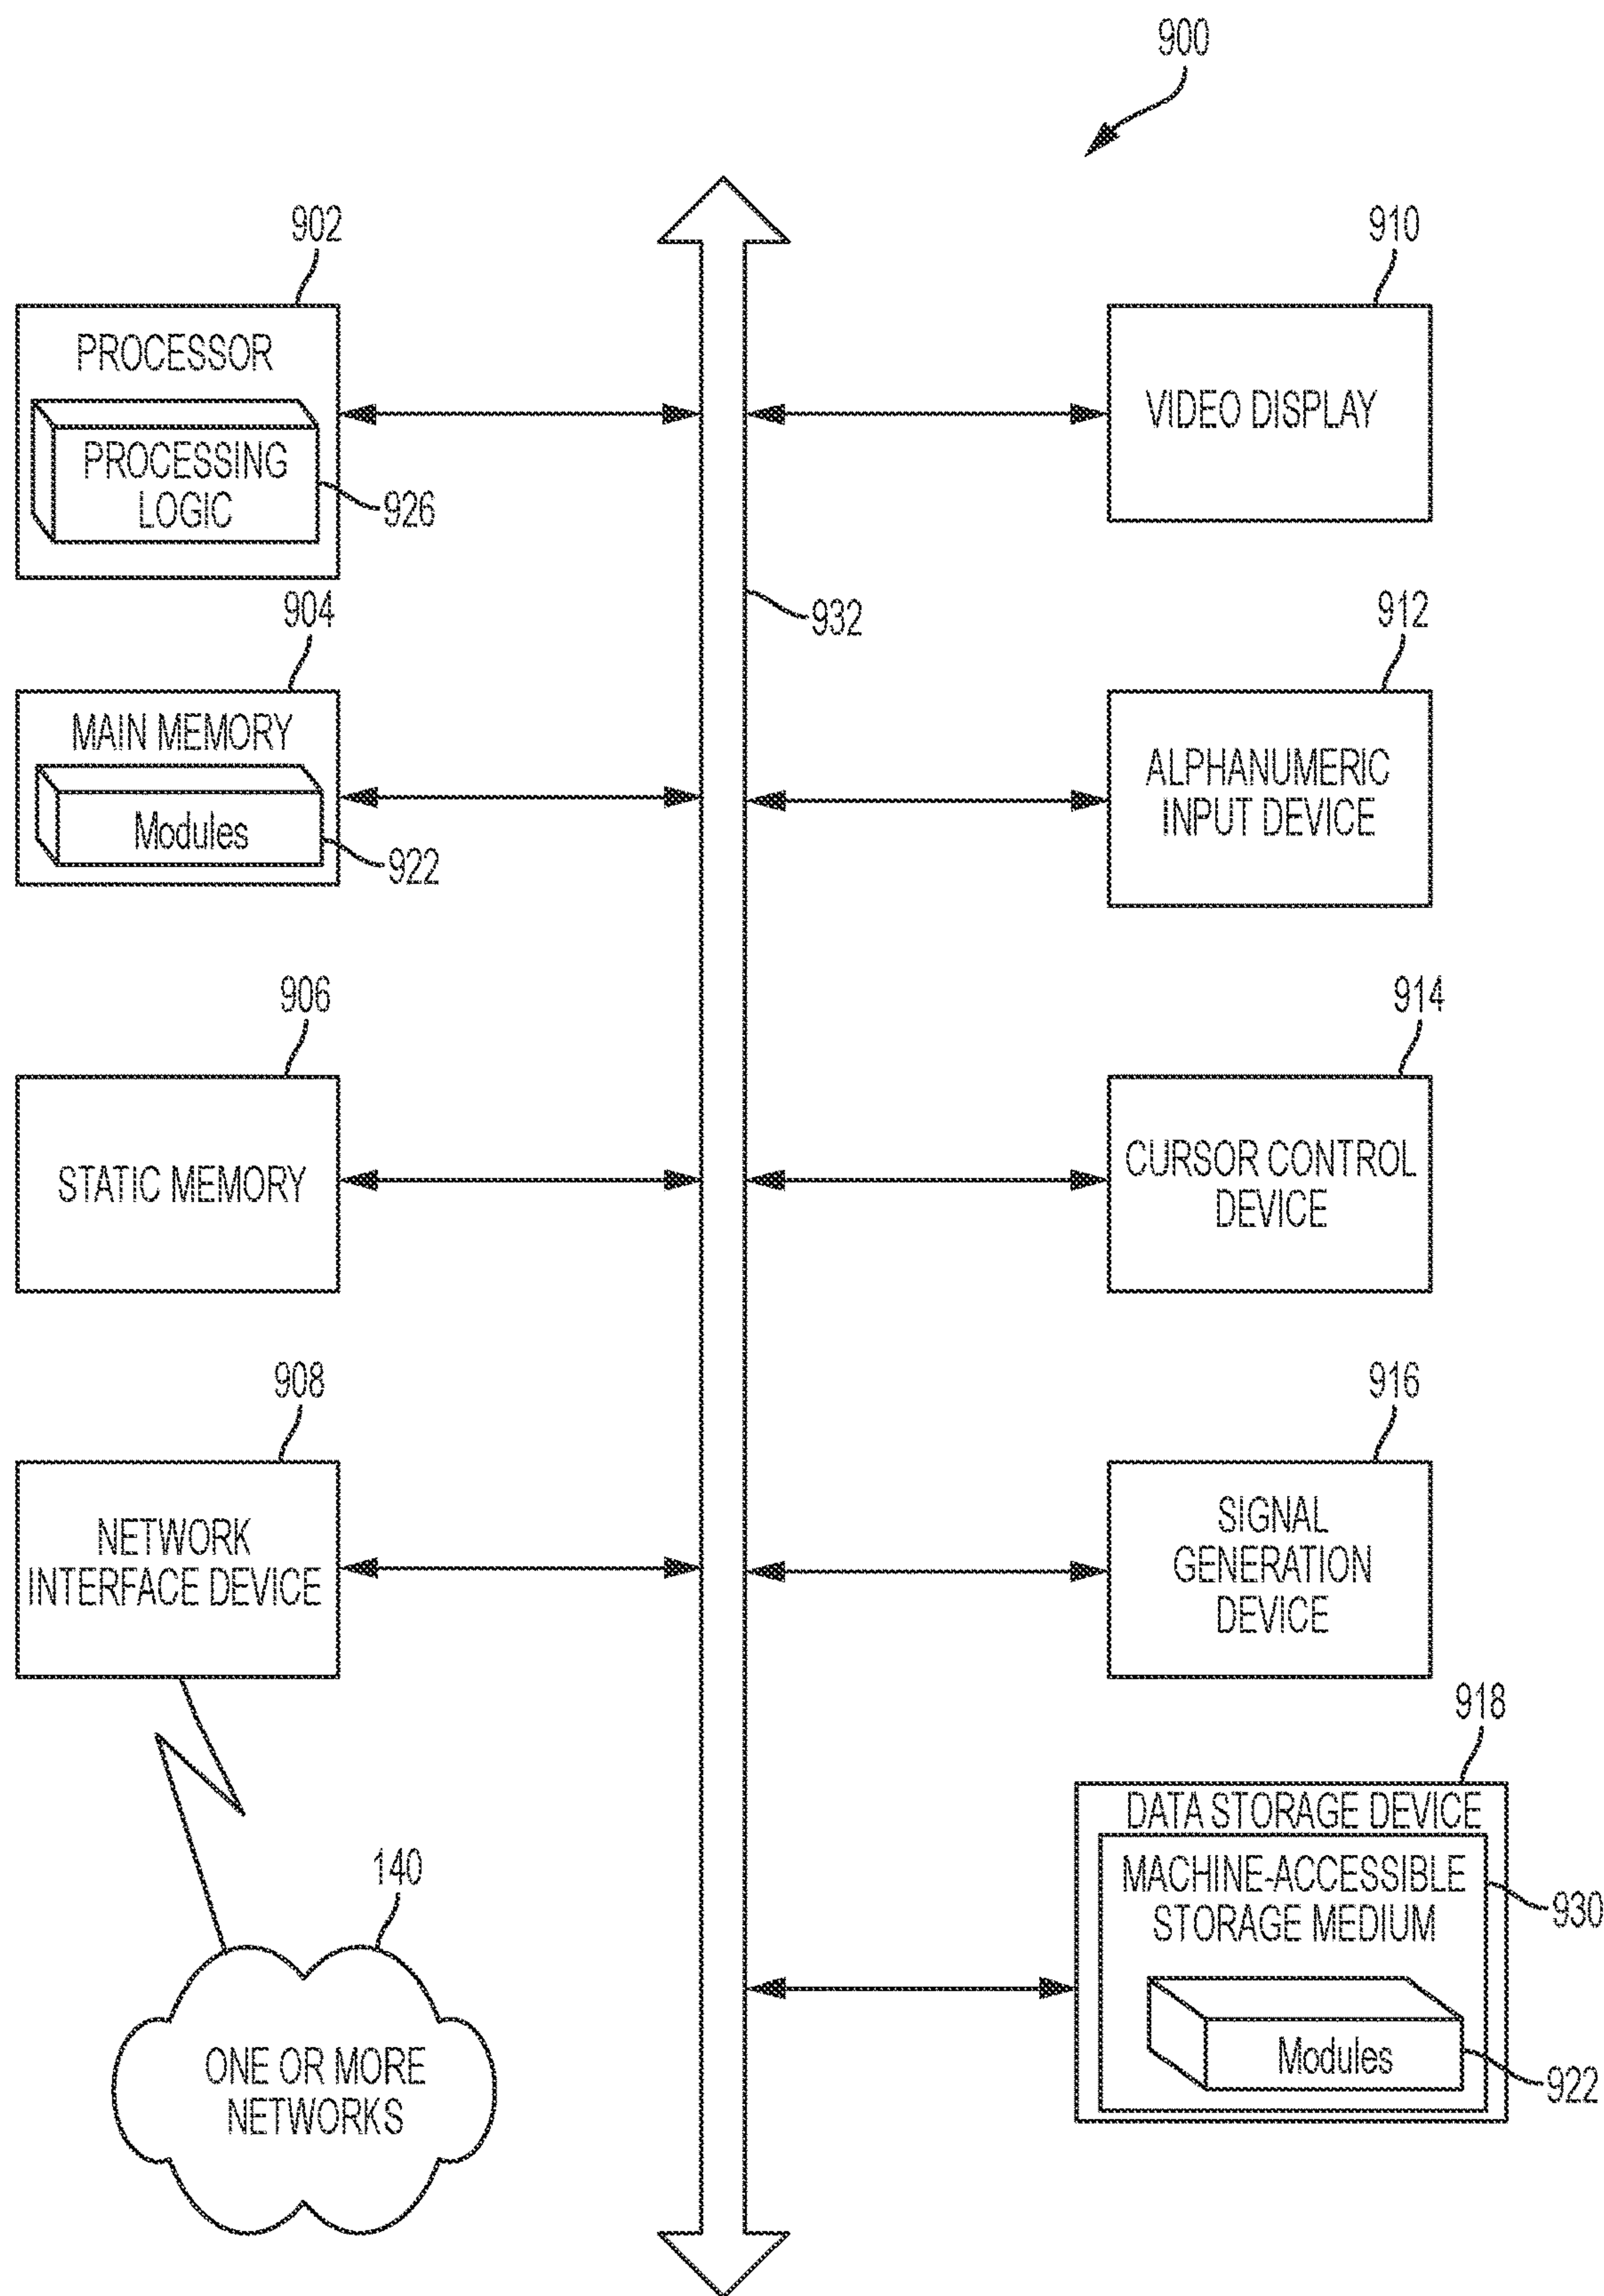 900
902
PROCESSOR
PROCESSING
LOGIC
926
904
MAIN MEMORY
Modules
922
906
STATIC MEMORY
908
NETWORK
INTERFACE DEVICE
140
ONE OR MORE
NETWORKS
932
910
VIDEO DISPLAY
912
ALPHANUMERIC
INPUT DEVICE
914
CURSOR CONTROL
DEVICE
916
SIGNAL
GENERATION
DEVICE
918
DATA STORAGE DEVICE
MACHINE-ACCESSIBLE
STORAGE MEDIUM
930
Modules
922